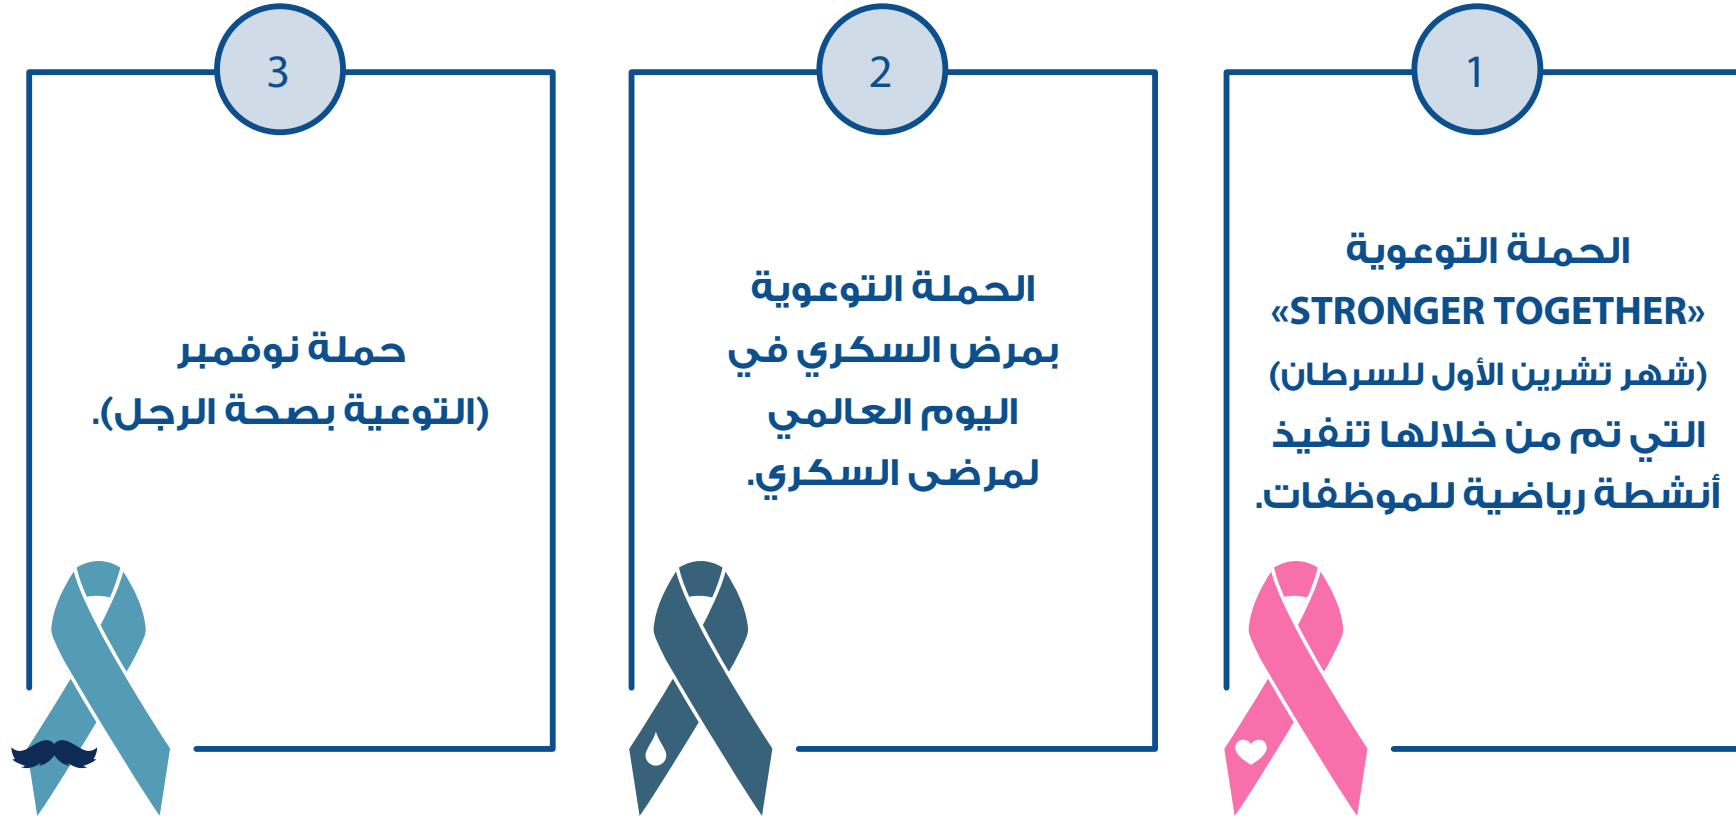 1
الحملة التوعوية
«STRONGER TOGETHER»
(شهر تشرين الأول للسرطان)
التي تم من خلالها تنفيذ
أنشطة رياضية للموظفات.
2
الحملة التوعوية
بمرض السكري في
اليوم العالمي
لمرضى السكري.
3
حملة نوفمبر
(التوعية بصحة الرجل).